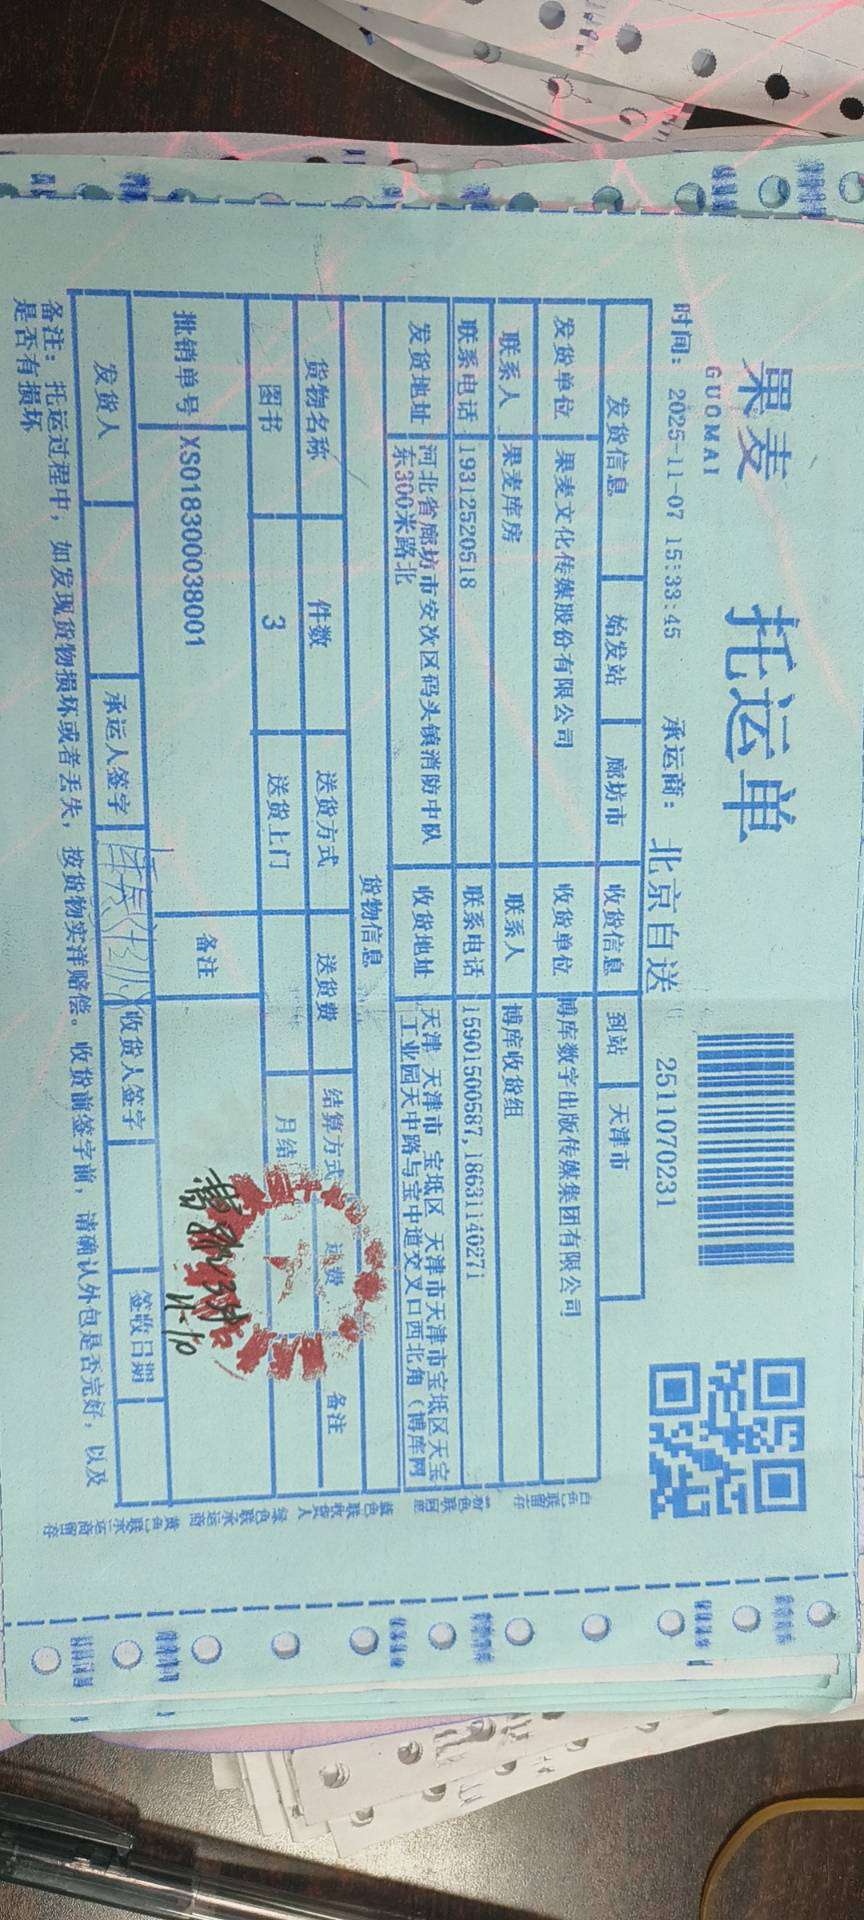 果麦
GUOMAI
托运单
时间: 2025-11-07 15:33:45 承运商: 北京自送 2511070231
发货信息 始发站 廊坊市 收货信息 到站 天津市
发货单位 果麦文化传媒股份有限公司 收货单位 博库数字出版传媒集团有限公司
联系人 果麦库房 联系人 博库收货组
联系电话 19312520518 联系电话 15901500587,18631140271
发货地址 河北省廊坊市安次区码头镇消防中队东300米路北 收货地址 天津 天津市 宝坻区 天津市天津市宝坻区天宝工业园天中路与宝中道交叉口西北角(博库网
货物信息
货物名称 件数 送货方式 送货费 结算方式 运费 备注
图书 3 送货上门 月结
批销单号 XS018300038001 备注
11-10
发货人 承运人签字 收货人签字 签收日期
备注: 托运过程中, 如发现货物损坏或者丢失, 按货物实洋赔偿。收货前签字前, 请确认外包是否完好, 以及
是否有损坏